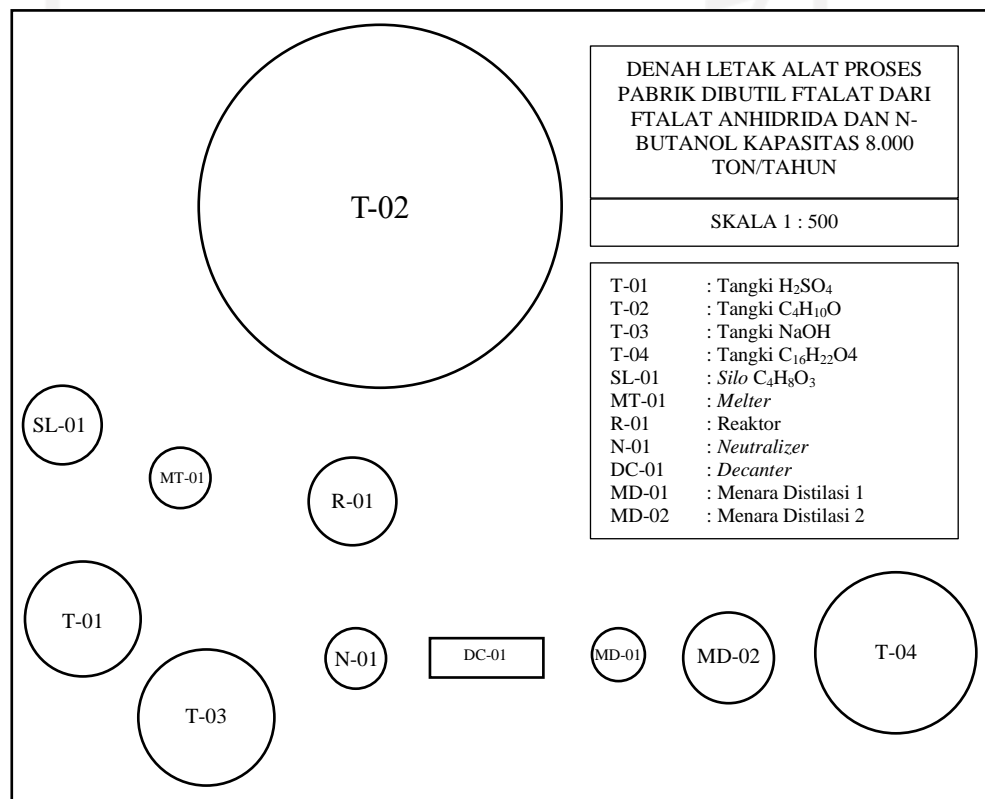 DENAH LETAK ALAT PROSES
PABRIK DIBUTIL FTALAT DARI
FTALAT ANHIDRIDA DAN N-
BUTANOL KAPASITAS 8.000
TON/TAHUN
SKALA 1 : 500
T-01 : Tangki H₂SO₄
T-02 : Tangki C₄H₁₀O
T-03 : Tangki NaOH
T-04 : Tangki C₁₆H₂₂O4
SL-01 : Silo C₄H₈O₃
MT-01 : Melter
R-01 : Reaktor
N-01 : Neutralizer
DC-01 : Decanter
MD-01 : Menara Distilasi 1
MD-02 : Menara Distilasi 2
T-02
SL-01
MT-01
R-01
T-01
N-01
DC-01
MD-01
MD-02
T-04
T-03